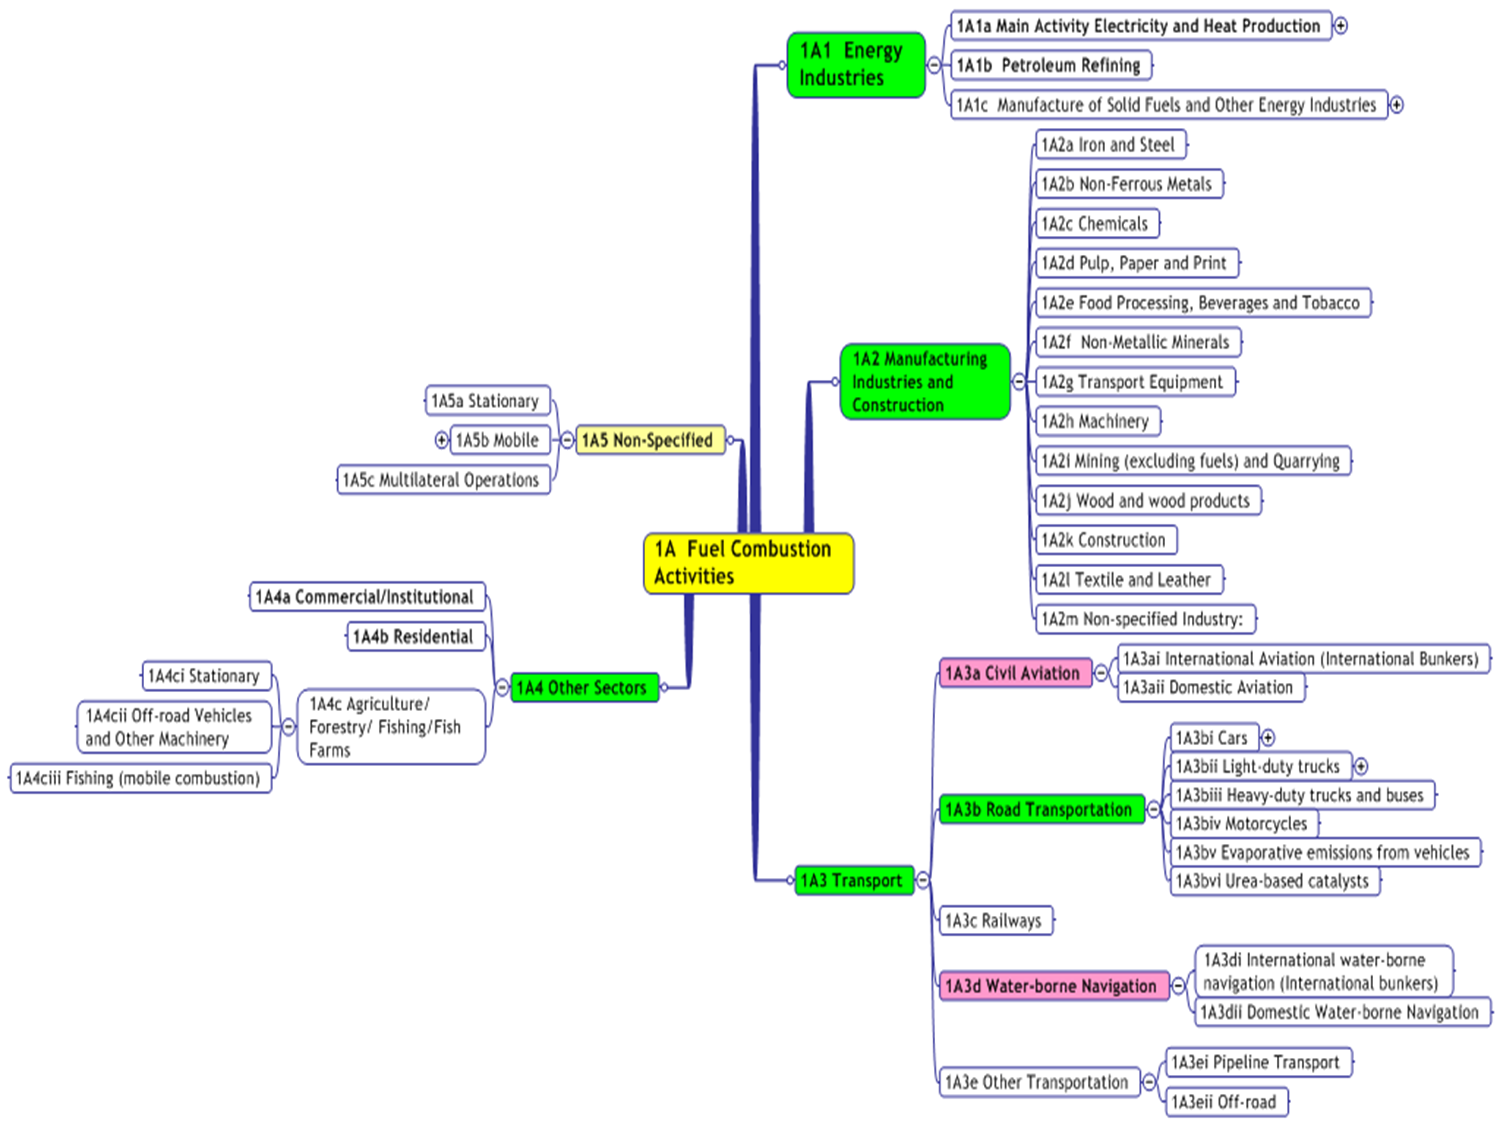 1A1  Energy
Industries
1A1a Main Activity Electricity and Heat Production
1A1b  Petroleum Refining
1A1c  Manufacture of Solid Fuels and Other Energy Industries
1A2 Manufacturing
Industries and
Construction
1A2a Iron and Steel
1A2b Non-Ferrous Metals
1A2c Chemicals
1A2d Pulp, Paper and Print
1A2e Food Processing, Beverages and Tobacco
1A2f  Non-Metallic Minerals
1A2g Transport Equipment
1A2h Machinery
1A2i Mining (excluding fuels) and Quarrying
1A2j Wood and wood products
1A2k Construction
1A2l Textile and Leather
1A2m Non-specified Industry:
1A5a Stationary
1A5b Mobile
1A5c Multilateral Operations
1A5 Non-Specified
1A  Fuel Combustion
Activities
1A4a Commercial/Institutional
1A4b Residential
1A4ci Stationary
1A4cii Off-road Vehicles
and Other Machinery
1A4ciii Fishing (mobile combustion)
1A4c Agriculture/
Forestry/ Fishing/Fish
Farms
1A4 Other Sectors
1A3 Transport
1A3a Civil Aviation
1A3ai International Aviation (International Bunkers)
1A3aii Domestic Aviation
1A3b Road Transportation
1A3bi Cars
1A3bii Light-duty trucks
1A3biii Heavy-duty trucks and buses
1A3biv Motorcycles
1A3bv Evaporative emissions from vehicles
1A3bvi Urea-based catalysts
1A3c Railways
1A3d Water-borne Navigation
1A3di International water-borne
navigation (International bunkers)
1A3dii Domestic Water-borne Navigation
1A3e Other Transportation
1A3ei Pipeline Transport
1A3eii Off-road